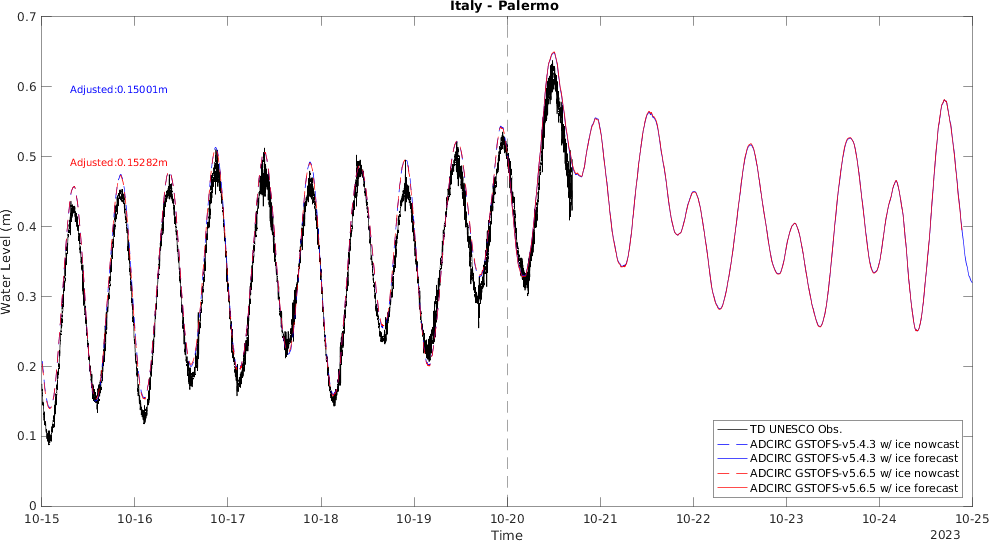 Italy - Palermo
Water Level (m)
0.7
0.6
0.5
0.4
0.3
0.2
0.1
0
Adjusted:0.15001m
Adjusted:0.15282m
TD UNESCO Obs.
ADCIRC GSTOFS-v5.4.3 w/ ice nowcast
ADCIRC GSTOFS-v5.4.3 w/ ice forecast
ADCIRC GSTOFS-v5.6.5 w/ ice nowcast
ADCIRC GSTOFS-v5.6.5 w/ ice forecast
10-15 10-16 10-17 10-18 10-19 10-20 10-21 10-22 10-23 10-24 10-25
Time
2023